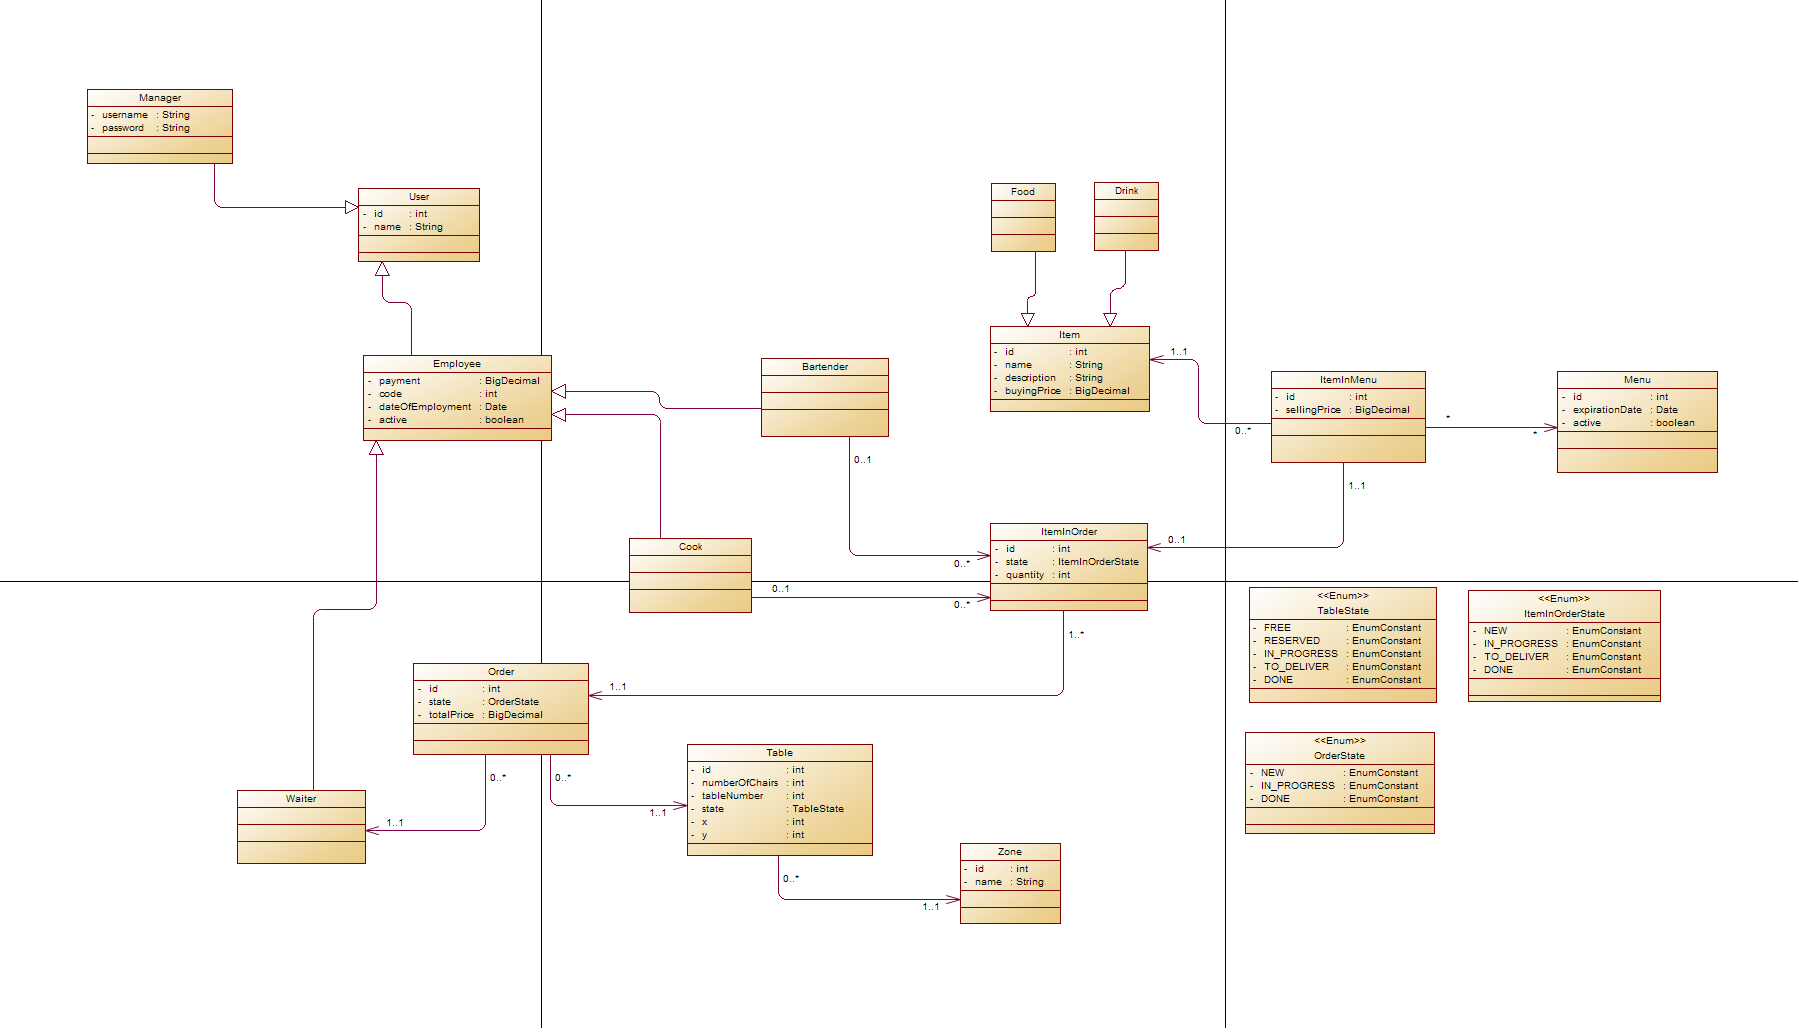 Manager
- username : String
- password : String
User
- id : int
- name : String
Food
Drink
Item
- id : int
- name : String
- description : String
- buyingPrice : BigDecimal
Employee
- payment : BigDecimal
- code : int
- dateOfEmployment : Date
- active : boolean
Bartender
1..1
0..*
ItemInMenu
- id : int
- sellingPrice : BigDecimal
*
*
Menu
- id : int
- expirationDate : Date
- active : boolean
0..1
0..*
1..1
0..1
Cook
0..1
0..*
ItemInOrder
- id : int
- state : ItemInOrderState
- quantity : int
1..*
1..1
<<Enum>>
TableState
- FREE : EnumConstant
- RESERVED : EnumConstant
- IN_PROGRESS : EnumConstant
- TO_DELIVER : EnumConstant
- DONE : EnumConstant
<<Enum>>
ItemInOrderState
- NEW : EnumConstant
- IN_PROGRESS : EnumConstant
- TO_DELIVER : EnumConstant
- DONE : EnumConstant
Order
- id : int
- state : OrderState
- totalPrice : BigDecimal
0..*
0..*
1..1
1..1
<<Enum>>
OrderState
- NEW : EnumConstant
- IN_PROGRESS : EnumConstant
- DONE : EnumConstant
Table
- id : int
- numberOfChairs : int
- tableNumber : int
- state : TableState
- x : int
- y : int
Waiter
0..*
1..1
Zone
- id : int
- name : String